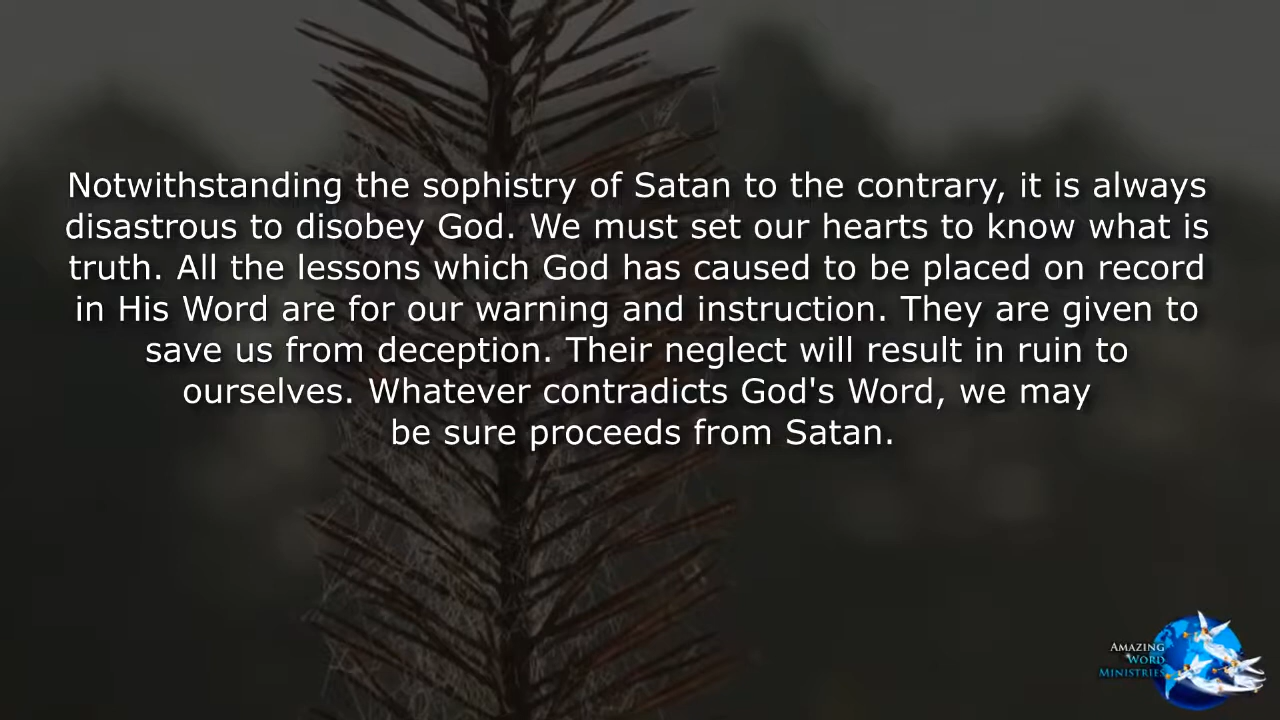 Notwithstanding the sophistry of Satan to the contrary, it is always
disastrous to disobey God. We must set our hearts to know what is
truth. All the lessons which God has caused to be placed on record
in His Word are for our warning and instruction. They are given to
save us from deception. Their neglect will result in ruin to
ourselves. Whatever contradicts God's Word, we may
be sure proceeds from Satan.
AMAZING
WORD
MINISTRIES